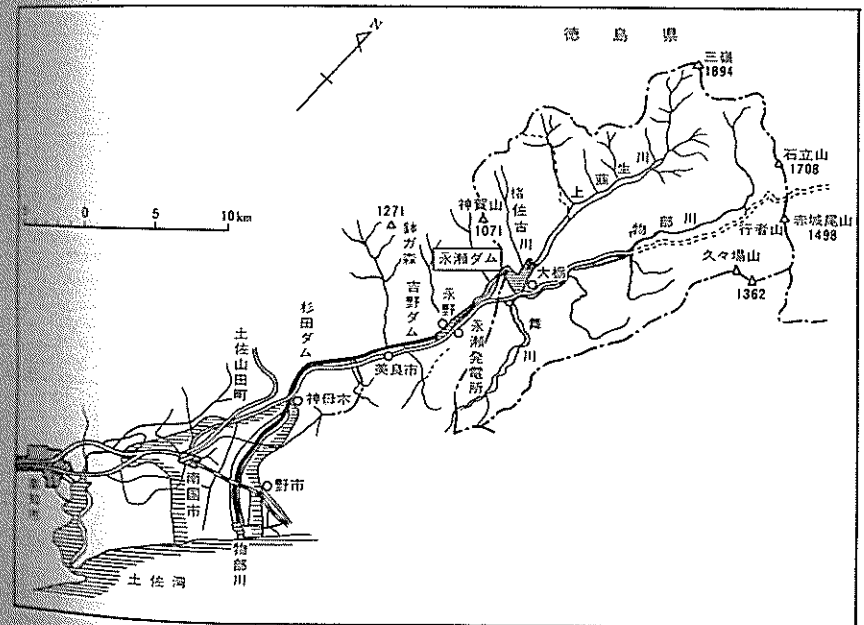 N
徳島県
三嶺
1894
石立山
1708
赤城尾山
1498
行者山
久々場山
1362
物部川
上韮生川
楮佐古川
神賀山
1071
永瀬ダム
大栃
舞川
永瀬発電所
永野
吉野ダム
鉢ガ森
1271
美良市
杉田ダム
神母木
土佐山田町
南国市
野市
物部川
土佐湾
0 5 10km